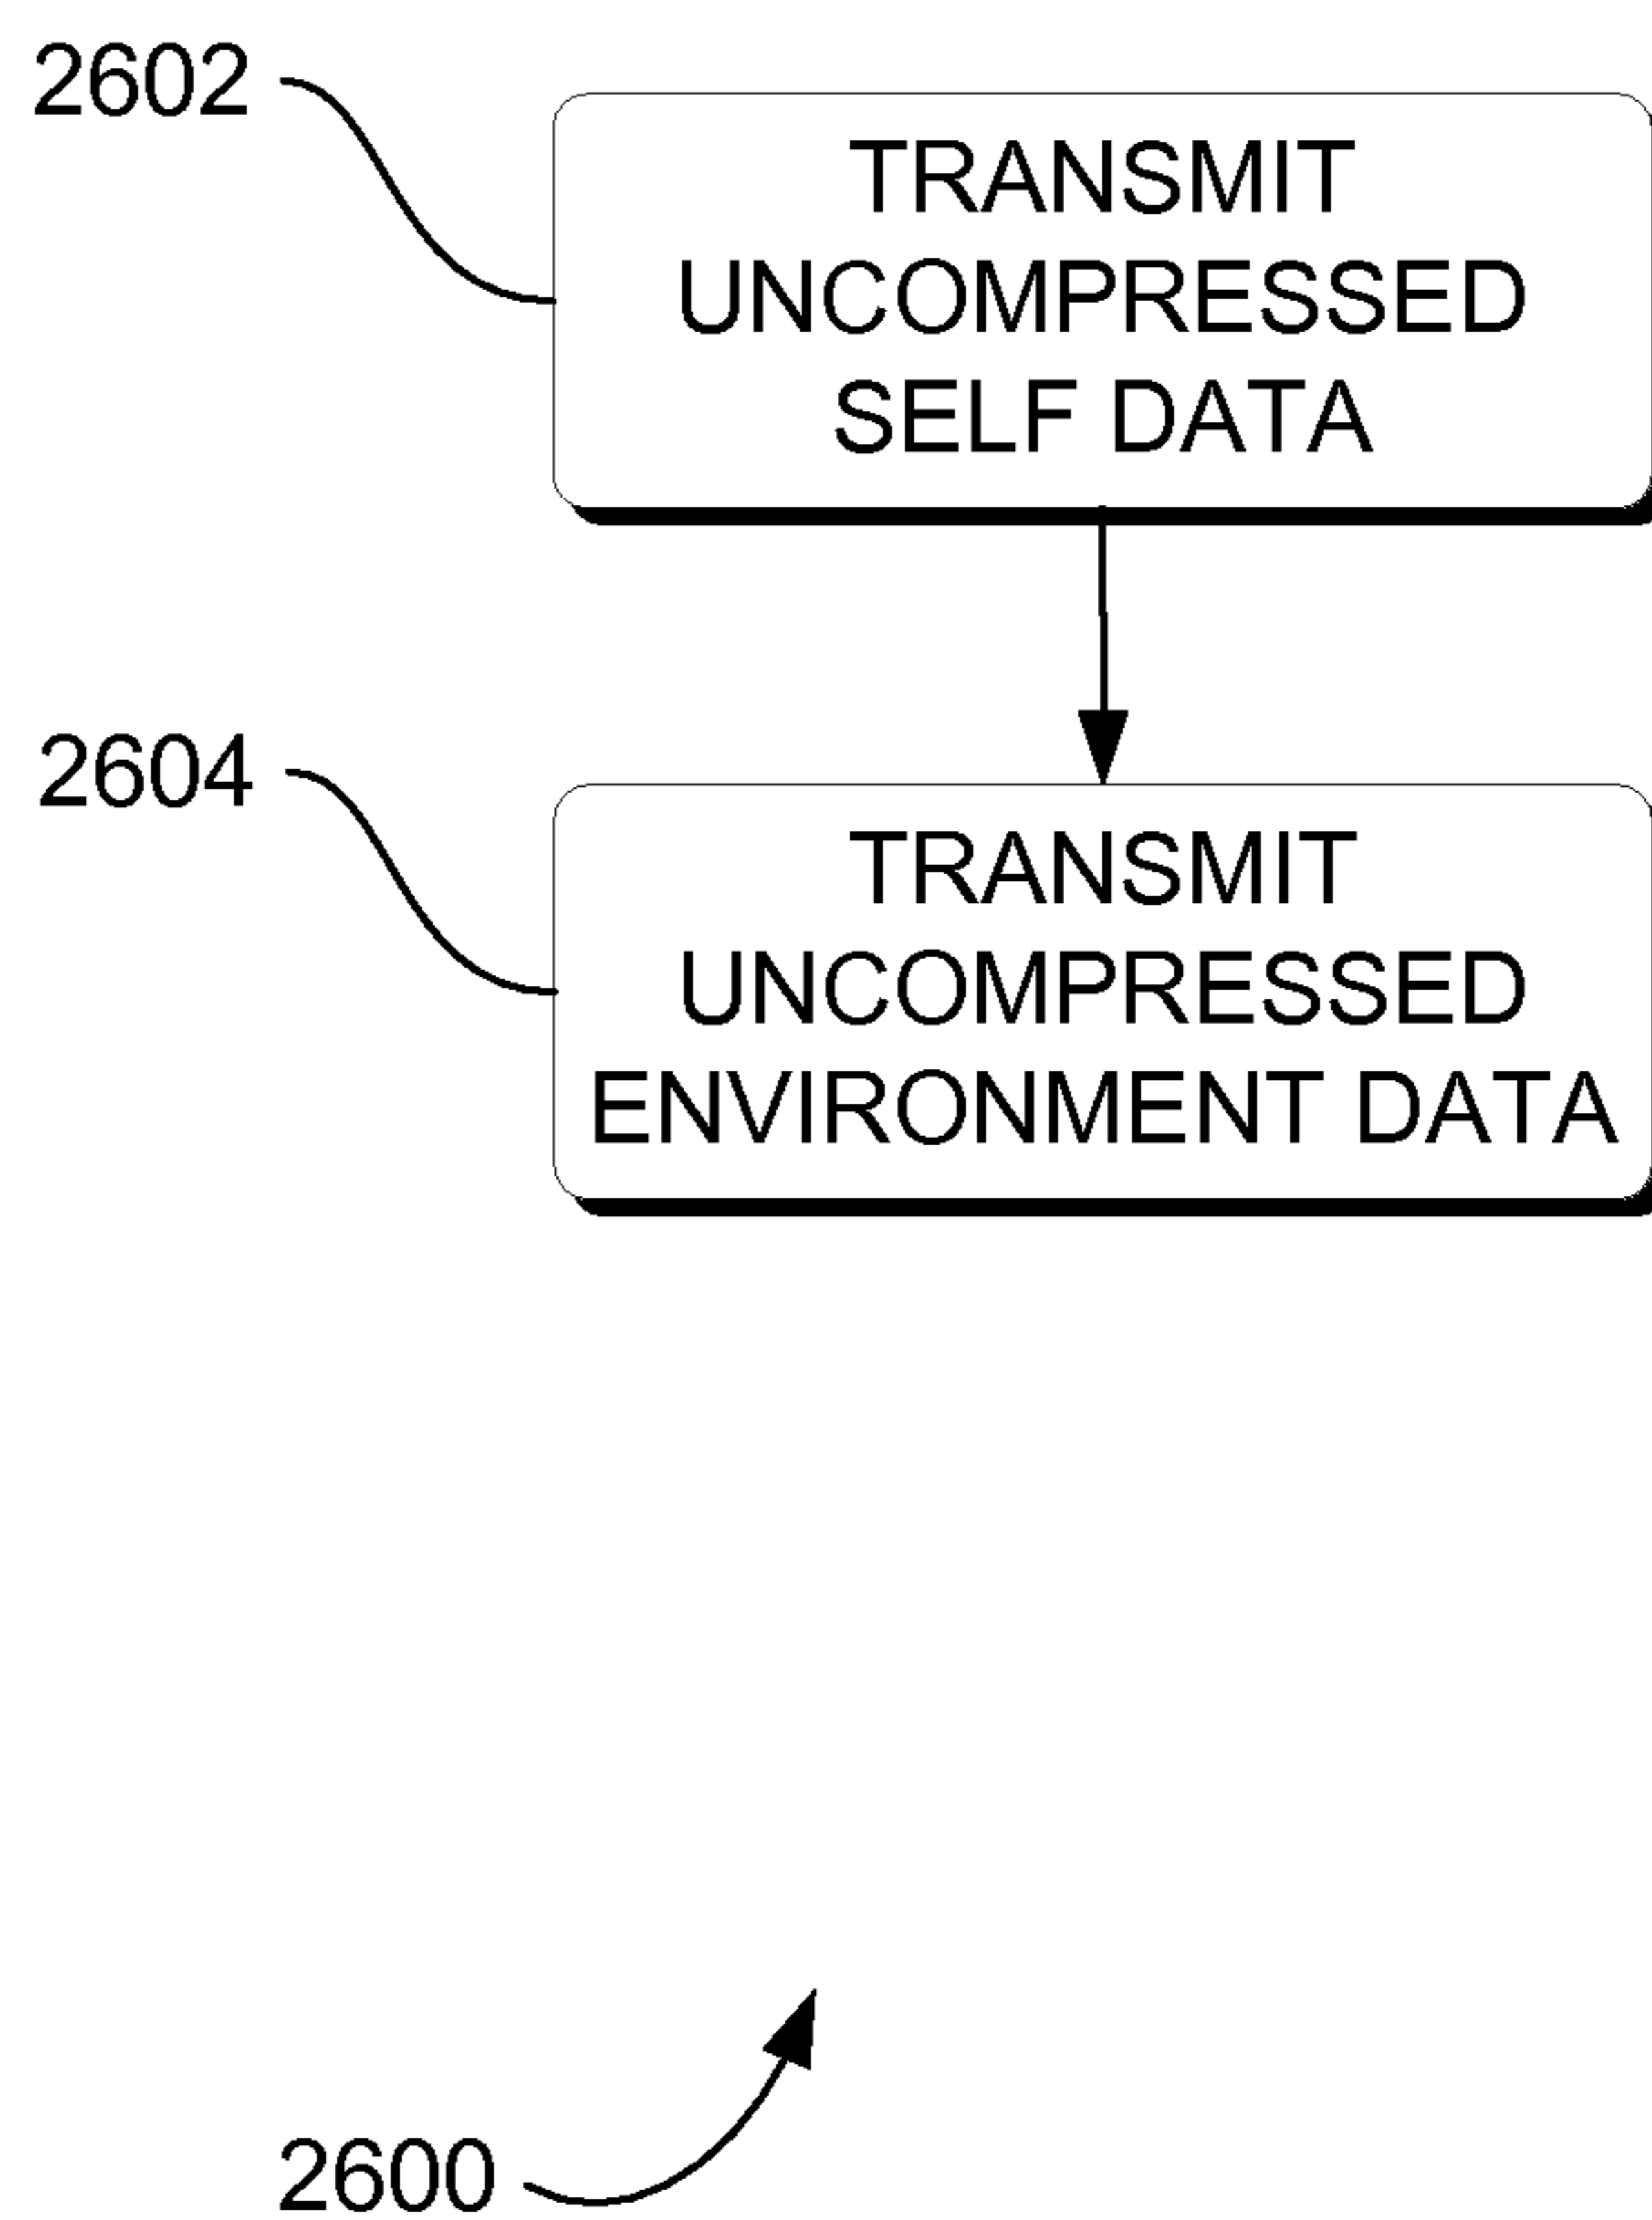 2602
TRANSMIT
UNCOMPRESSED
SELF DATA
2604
TRANSMIT
UNCOMPRESSED
ENVIRONMENT DATA
2600